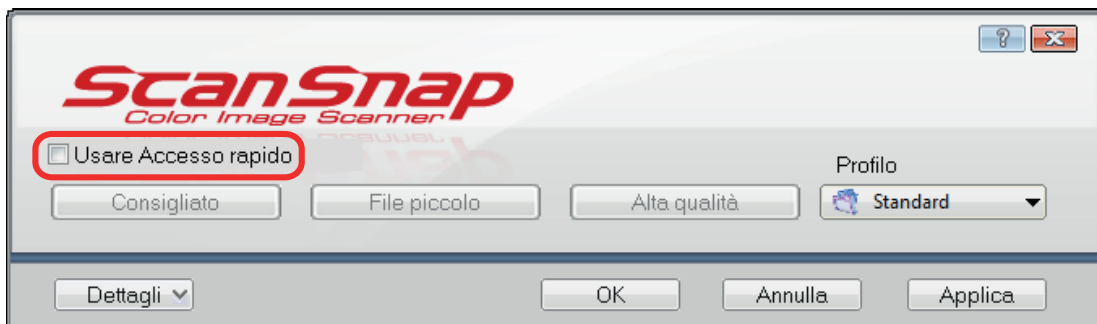 ?
ScanSnap
Color Image Scanner
Usare Accesso rapido
Profilo
Consigliato File piccolo Alta qualità Standard
Dettagli OK Annulla Applica